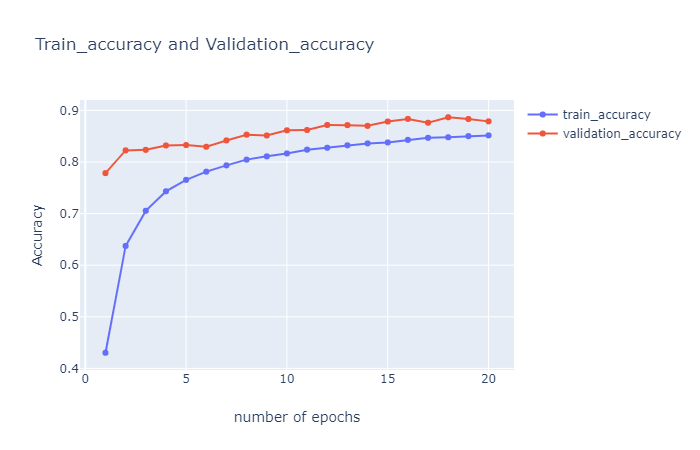 Train_accuracy and Validation_accuracy
0.9
0.8
0.7
0.6
0.5
0.4
Accuracy
0 5 10 15 20
number of epochs
train_accuracy
validation_accuracy